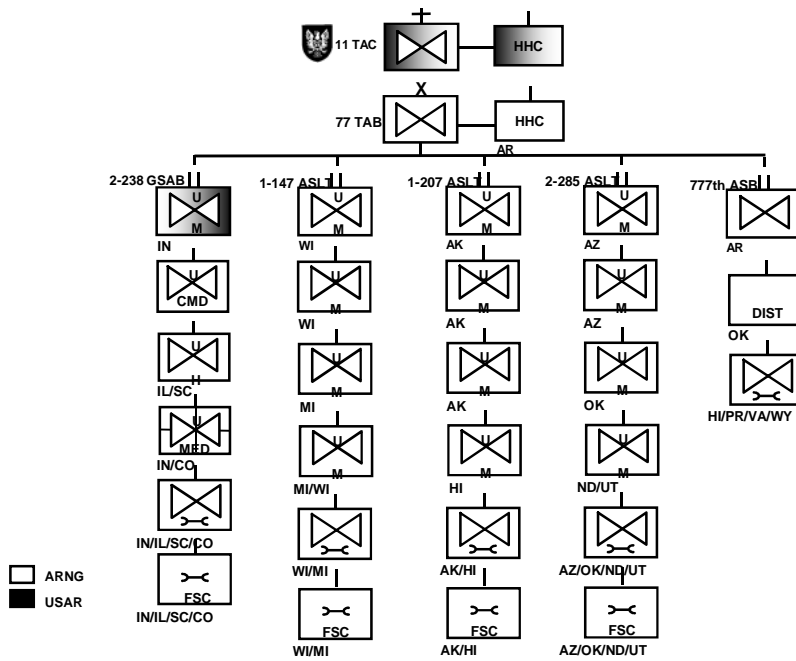 11 TAC
HHC
X
77 TAB
HHC
AR
2-238 GSAB
1-147 ASLT
1-207 ASLT
2-285 ASLT
777th ASB
U
M
U
M
U
M
U
M
IN
WI
AK
AZ
AR
U
CMD
U
M
U
M
U
M
DIST
WI
AK
AZ
OK
U
H
U
M
U
M
U
M
IL/SC
MI
AK
OK
HI/PR/VA/WY
U
MED
U
M
U
M
U
M
IN/CO
MI/WI
HI
ND/UT
IN/IL/SC/CO
WI/MI
AK/HI
AZ/OK/ND/UT
FSC
FSC
FSC
FSC
IN/IL/SC/CO
WI/MI
AK/HI
AZ/OK/ND/UT
ARNG
USAR